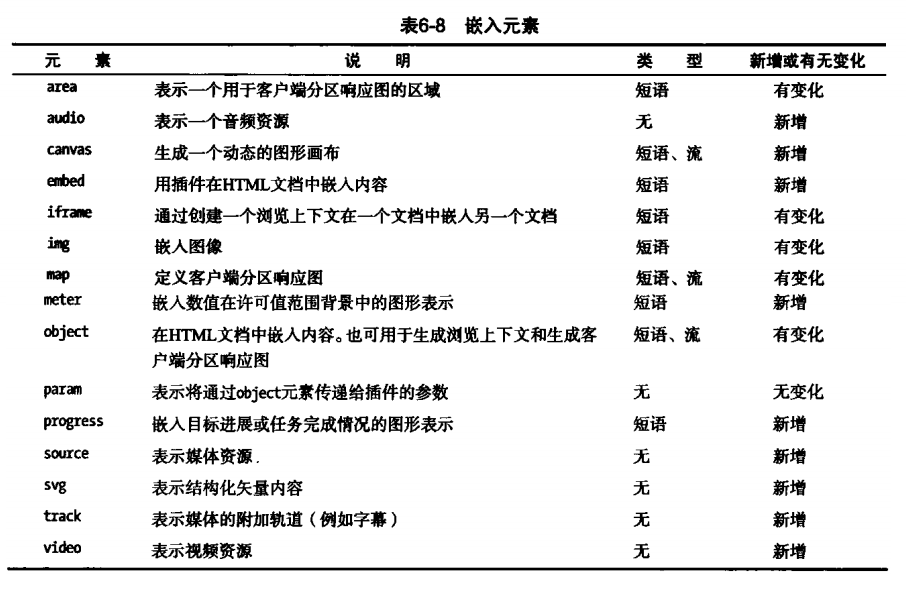 表6-8 嵌入元素
元 素 说 明 类 型 新增或有无变化
area 表示一个用于客户端分区响应图的区域 短语 有变化
audio 表示一个音频资源 无 新增
canvas 生成一个动态的图形画布 短语、流 新增
embed 用插件在HTML文档中嵌入内容 短语 新增
iframe 通过创建一个浏览上下文在一个文档中嵌入另一个文档 短语 有变化
img 嵌入图像 短语 有变化
map 定义客户端分区响应图 短语、流 有变化
meter 嵌入数值在许可值范围背景中的图形表示 短语 新增
object 在HTML文档中嵌入内容。也可用于生成浏览上下文和生成客 短语、流 有变化
户端分区响应图
param 表示将通过object元素传递给插件的参数 无 无变化
progress 嵌入目标进展或任务完成情况的图形表示 短语 新增
source 表示媒体资源. 无 新增
svg 表示结构化矢量内容 无 新增
track 表示媒体的附加轨道（例如字幕） 无 新增
video 表示视频资源 无 新增